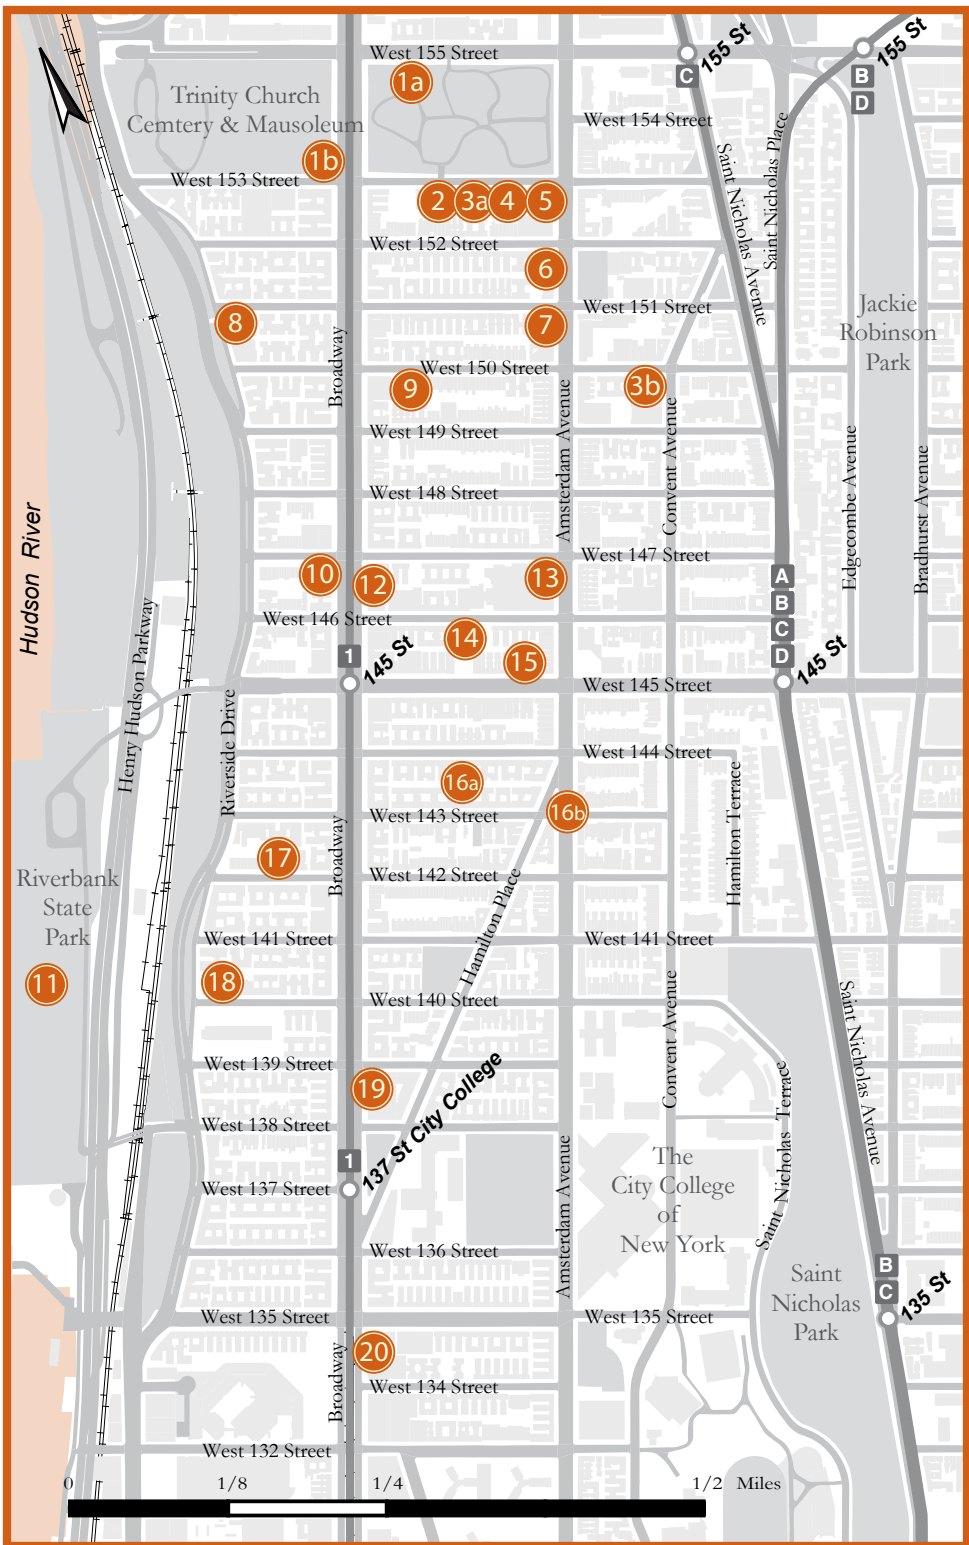 West 155 Street
155 St
155 St
C
B
D
1a
Trinity Church
Cemtery & Mausoleum
West 154 Street
1b
West 153 Street
Saint Nicholas Avenue
Saint Nicholas Place
2
3a
4
5
West 152 Street
6
West 151 Street
8
7
Jackie
Robinson
Park
Broadway
West 150 Street
9
3b
Amsterdam Avenue
Convent Avenue
West 149 Street
Edgecombe Avenue
Bradhurst Avenue
West 148 Street
Hudson River
West 147 Street
10
12
13
A
B
C
D
West 146 Street
Henry Hudson Parkway
14
15
1
145 St
145 St
West 145 Street
Riverside Drive
West 144 Street
16a
16b
Hamilton Terrace
West 143 Street
Broadway
17
West 142 Street
Riverbank
State
Park
Hamilton Place
West 141 Street
West 141 Street
11
18
West 140 Street
Convent Avenue
Saint Nicholas Avenue
West 139 Street
19
137 St City College
Saint Nicholas Terrace
West 138 Street
Amsterdam Avenue
1
The
City College
of
New York
West 137 Street
West 136 Street
B
C
135 St
Saint
Nicholas
Park
West 135 Street
West 135 Street
20
Broadway
West 134 Street
West 132 Street
0
1/8
1/4
1/2 Miles